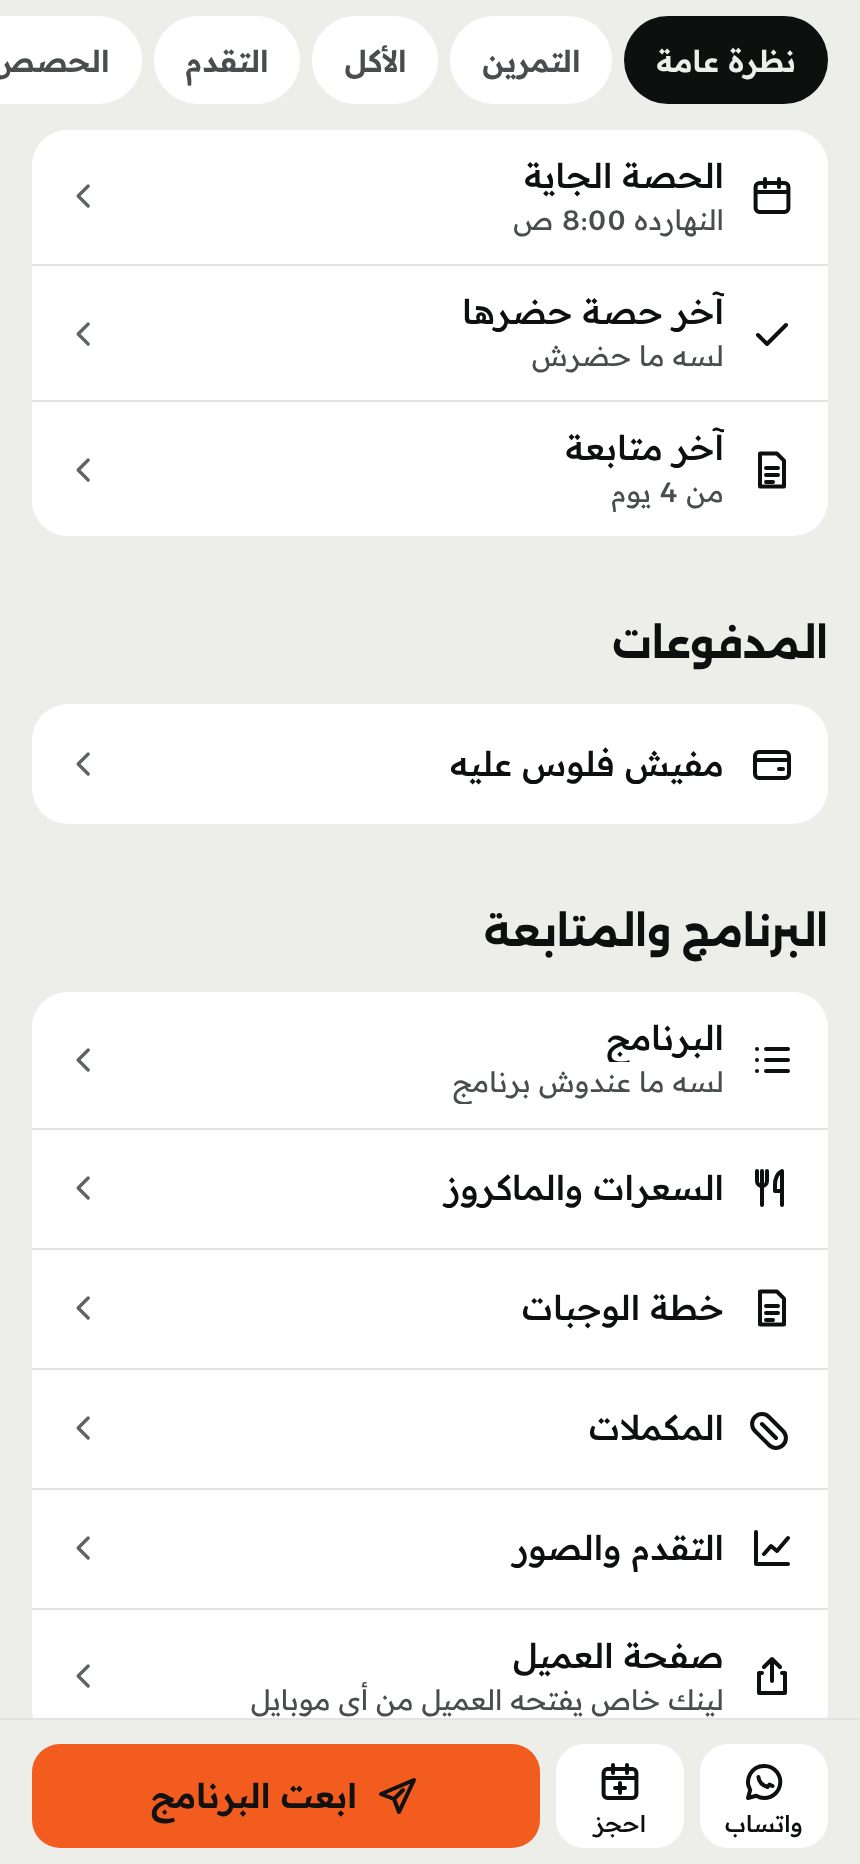 نظرة عامة
التمرين
الأكل
التقدم
الحصص
الحصة الجاية
النهارده 8:00 ص
آخر حصة حضرها
لسه ما حضرش
آخر متابعة
من 4 يوم
المدفوعات
مفيش فلوس عليه
البرنامج والمتابعة
البرنامج
لسه ما عندوش برنامج
السعرات والماكروز
خطة الوجبات
المكملات
التقدم والصور
صفحة العميل
لينك خاص يفتحه العميل من أي موبايل
واتساب
احجز
ابعت البرنامج